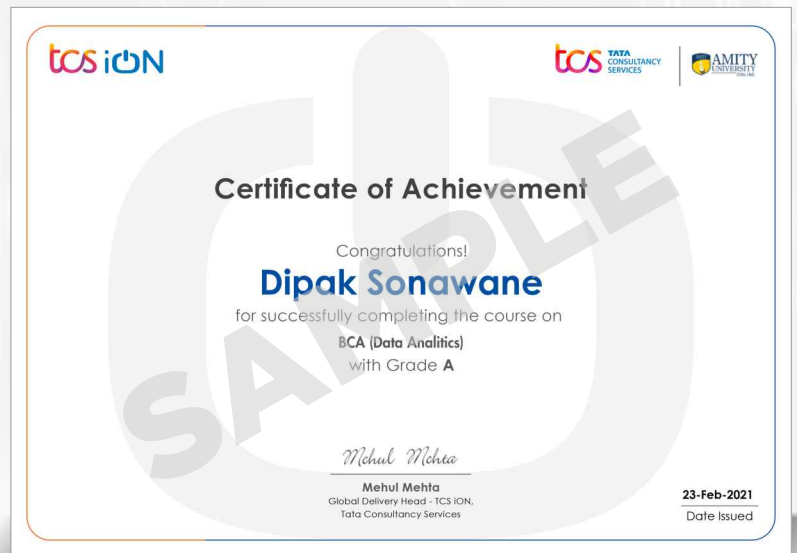 tcs iON
tcs TATA CONSULTANCY SERVICES
AMITY UNIVERSITY ONLINE
Certificate of Achievement
Congratulations!
Dipak Sonawane
for successfully completing the course on
BCA (Data Analitics)
with Grade A
SAMPLE
Mehul Mehta
Mehul Mehta
Global Delivery Head - TCS iON,
Tata Consultancy Services
23-Feb-2021
Date Issued